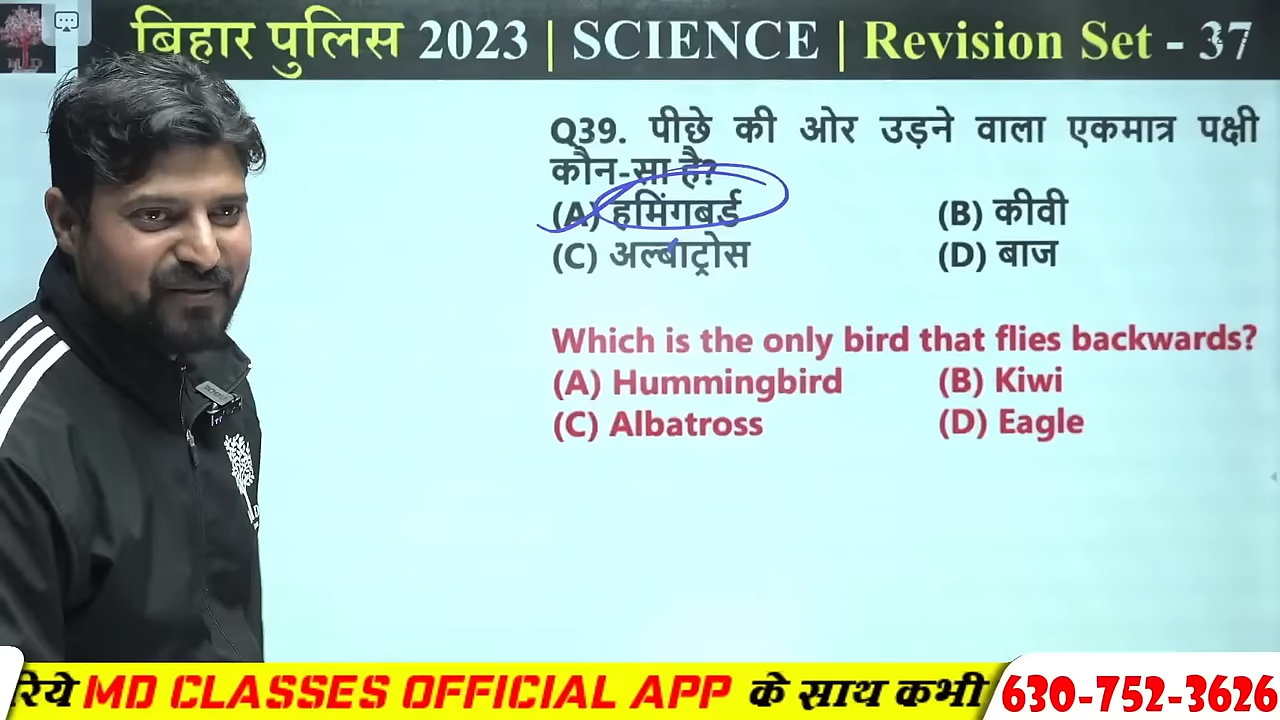 बिहार पुलिस 2023 | SCIENCE | Revision Set - 37
Q39. पीछे की ओर उड़ने वाला एकमात्र पक्षी
कौन-सा है?
(A) हमिंगबर्ड (B) कीवी
(C) अल्बाट्रोस (D) बाज
Which is the only bird that flies backwards?
(A) Hummingbird (B) Kiwi
(C) Albatross (D) Eagle
रिये MD CLASSES OFFICIAL APP के साथ कभी 630-752-3626